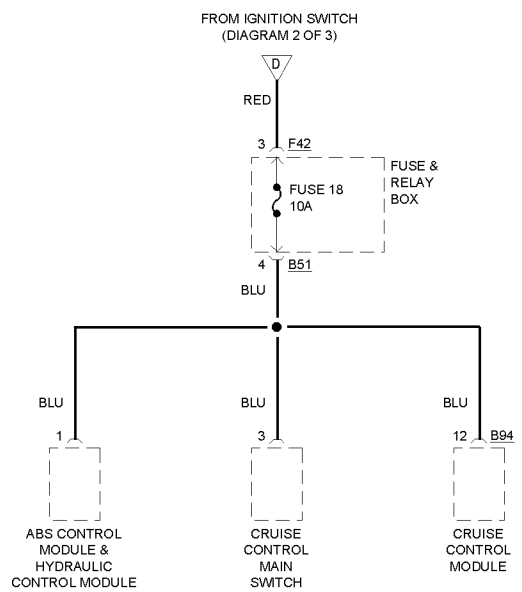 FROM IGNITION SWITCH
(DIAGRAM 2 OF 3)
D
RED
3 F42
FUSE &
RELAY
BOX
FUSE 18
10A
4 B51
BLU
BLU
BLU
BLU
1
3
12 B94
ABS CONTROL
MODULE &
HYDRAULIC
CONTROL MODULE
CRUISE
CONTROL
MAIN
SWITCH
CRUISE
CONTROL
MODULE